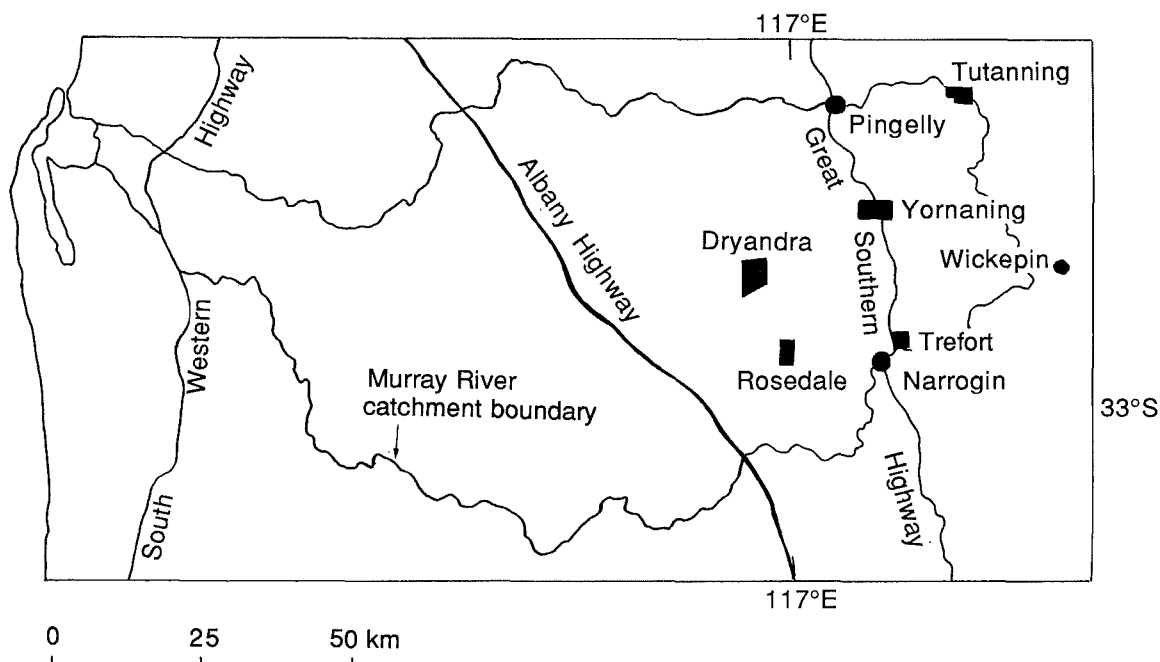 117°E
Highway
Tutanning
Pingelly
Great
Albany Highway
Yornaning
Dryandra
Southern
Wickepin
Western
Trefort
Rosedale
Narrogin
Murray River
catchment boundary
33°S
Highway
South
117°E
0 25 50 km